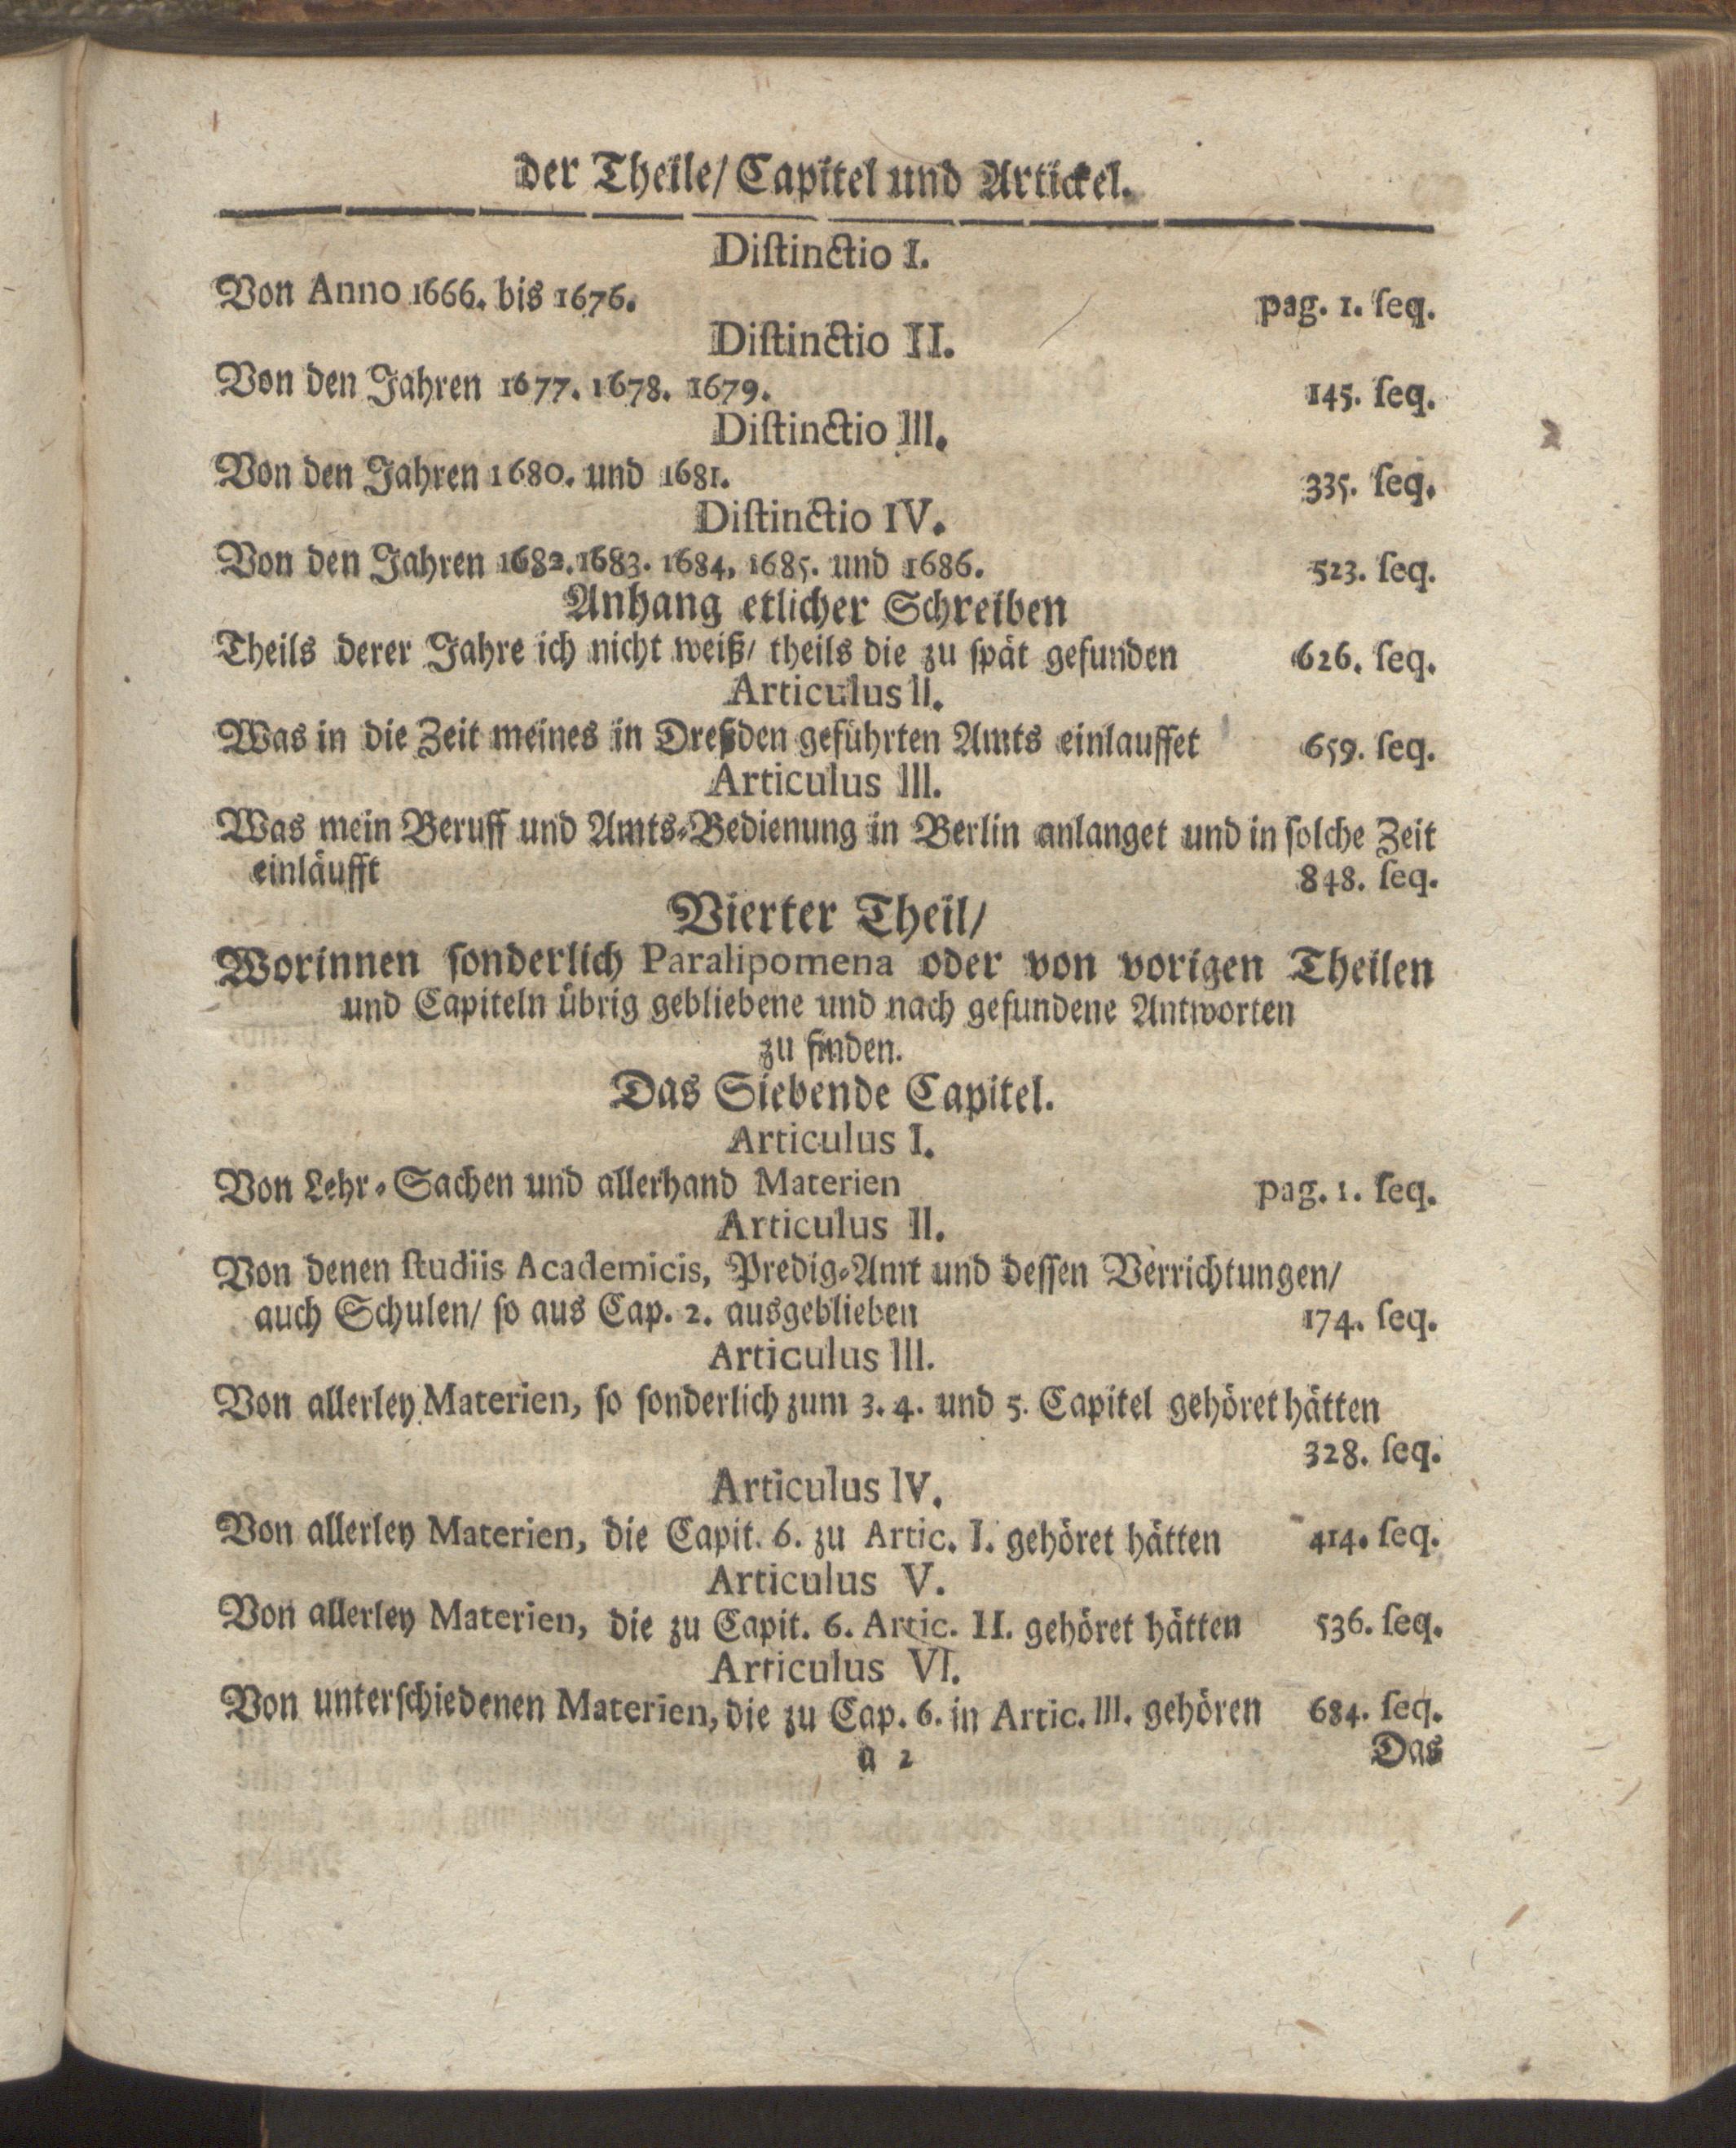 der Theile/ Capitel und Artickel.
Diſtinctio I.
Von Anno 1666. bis 1676. pag. 1. ſeq.
Diſtinctio II.
Von den Jahren 1677. 1678. 1679. 145. ſeq.
Diſtinctio III.
Von den Jahren 1680. und 1681. 335. ſeq.
Diſtinctio IV.
Von den Jahren 1682. 1683. 1684, 1685. und 1686. 523. ſeq.
Anhang etlicher Schreiben
Theils derer Jahre ich nicht weiß/ theils die zu ſpät gefunden 626. ſeq.
Articulus II.
Was in die Zeit meines in Dreßden geführten Amts einlauffet 659. ſeq.
Articulus III.
Was mein Beruff und Amts-Bedienung in Berlin anlanget und in ſolche Zeit
einläufft 848. ſeq.
Vierter Theil/
Worinnen ſonderlich Paralipomena oder von vorigen Theilen
und Capiteln übrig gebliebene und nach gefundene Antworten
zu finden.
Das Siebende Capitel.
Articulus I.
Von Lehr-Sachen und allerhand Materien pag. 1. ſeq.
Articulus II.
Von denen ſtudiis Academicis, Predig-Amt und deſſen Verrichtungen/
auch Schulen/ ſo aus Cap. 2. ausgeblieben 174. ſeq.
Articulus III.
Von allerley Materien, ſo ſonderlich zum 3. 4. und 5. Capitel gehöret hätten
328. ſeq.
Articulus IV.
Von allerley Materien, die Capit. 6. zu Artic. I. gehöret hätten 414. ſeq.
Articulus V.
Von allerley Materien, die zu Capit. 6. Artic. II. gehöret hätten 536. ſeq.
Articulus VI.
Von unterſchiedenen Materien, die zu Cap. 6. in Artic. III. gehören 684. ſeq.
a 2 Das